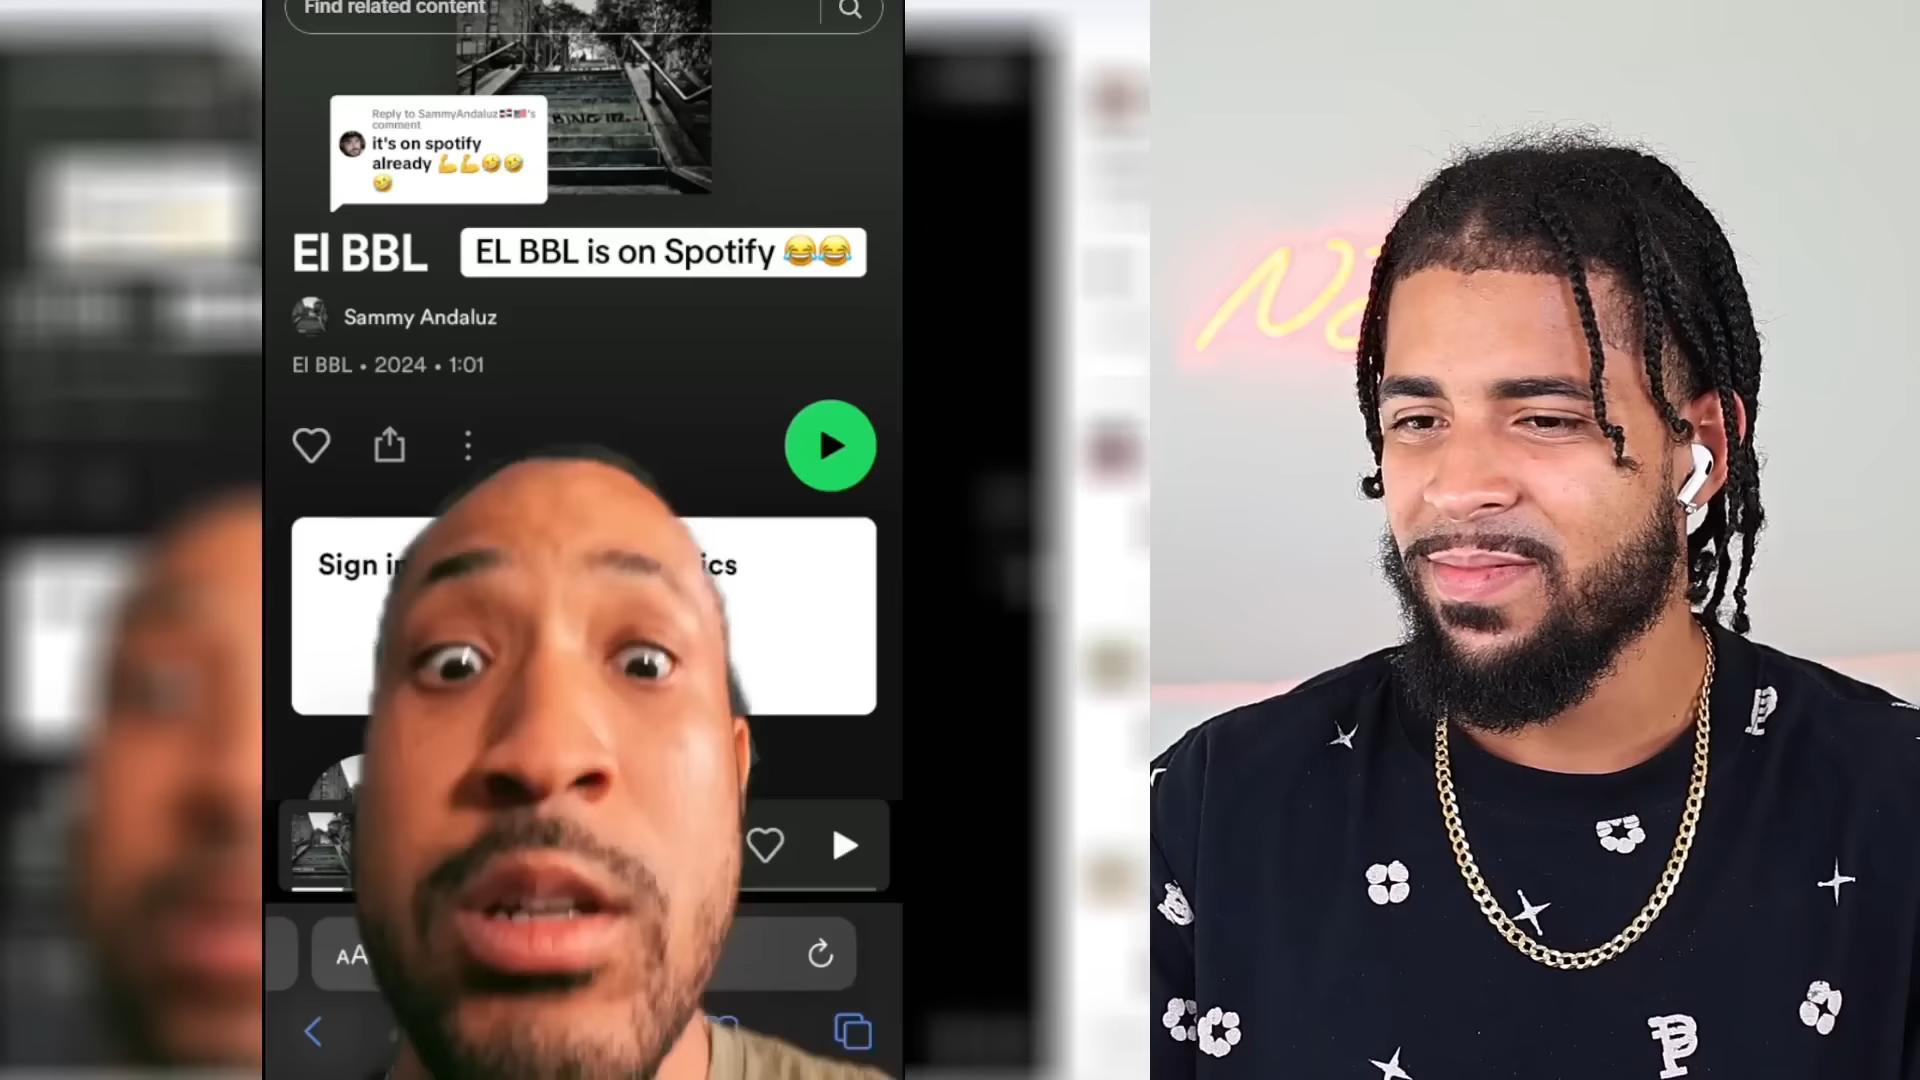 Find related content
Reply to SammyAndaluz🇩🇴🇺🇸's
comment
it's on spotify
already 💪💪🤣🤣
🤣
El BBL
EL BBL is on Spotify 😂😂
Sammy Andaluz
El BBL • 2024 • 1:01
Sign in
ics
AA
P
P